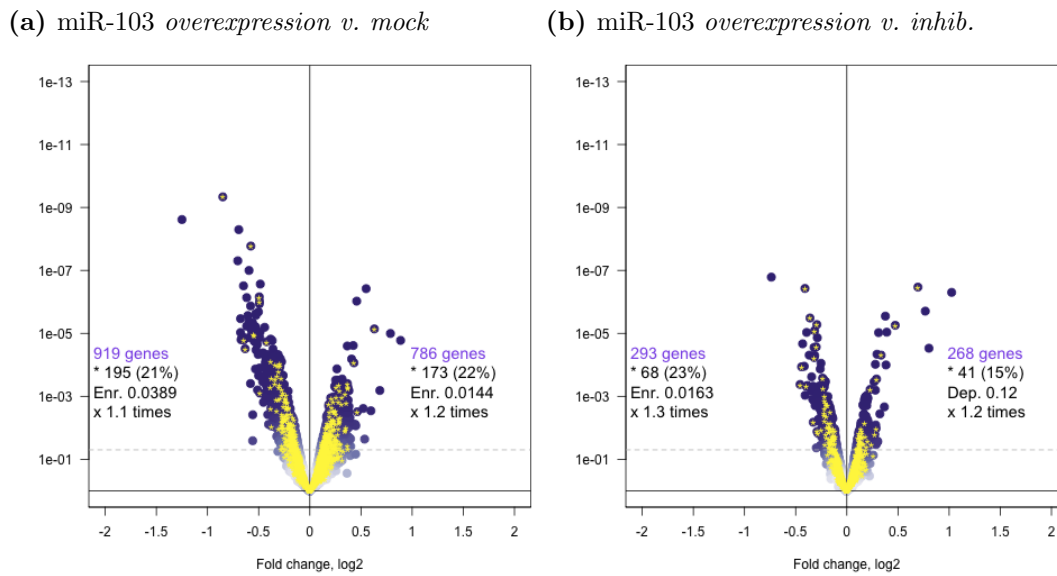 (a) miR-103 overexpression v. mock
1e-13
1e-11
1e-09
1e-07
1e-05
1e-03
1e-01
919 genes
* 195 (21%)
Enr. 0.0389
x 1.1 times
786 genes
* 173 (22%)
Enr. 0.0144
x 1.2 times
-2 -1.5 -1 -0.5 0 0.5 1 1.5 2
Fold change, log2
(b) miR-103 overexpression v. inhib.
1e-13
1e-11
1e-09
1e-07
1e-05
1e-03
1e-01
293 genes
* 68 (23%)
Enr. 0.0163
x 1.3 times
268 genes
* 41 (15%)
Dep. 0.12
x 1.2 times
-2 -1.5 -1 -0.5 0 0.5 1 1.5 2
Fold change, log2